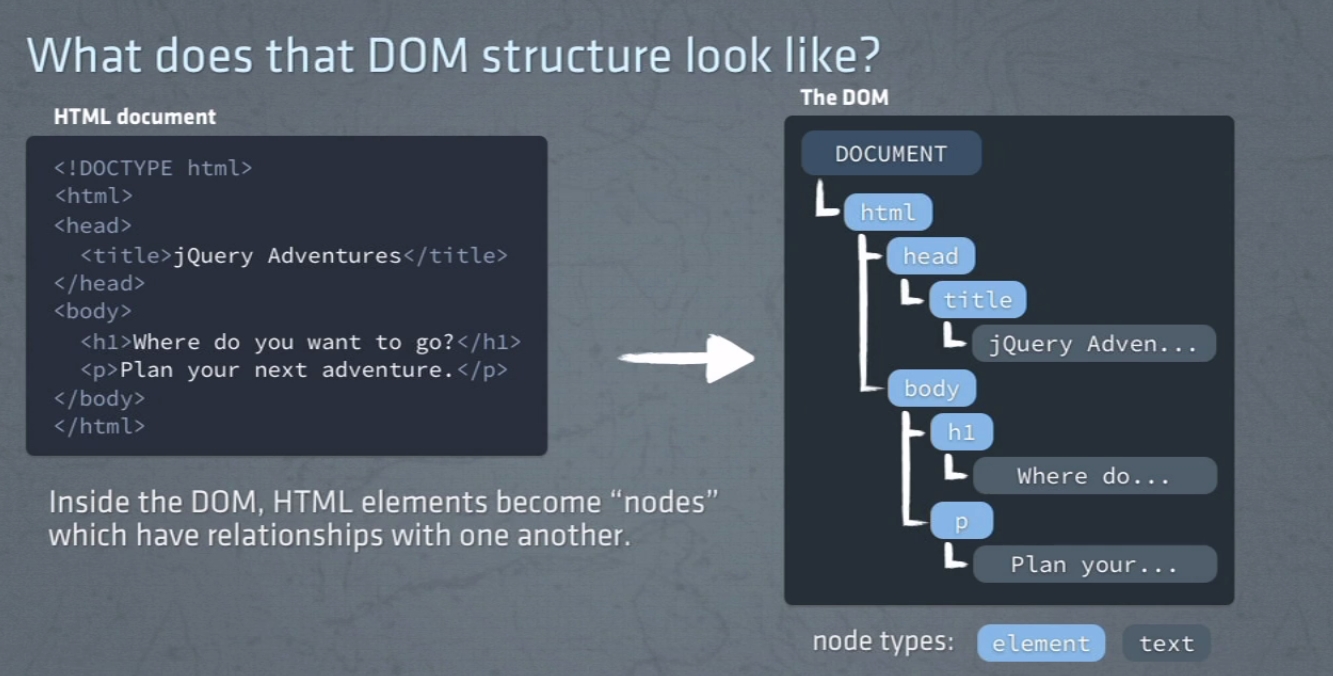 What does that DOM structure look like?
HTML document
<!DOCTYPE html>
<html>
<head>
  <title>jQuery Adventures</title>
</head>
<body>
  <h1>Where do you want to go?</h1>
  <p>Plan your next adventure.</p>
</body>
</html>
Inside the DOM, HTML elements become “nodes”
which have relationships with one another.
The DOM
DOCUMENT
html
head
title
jQuery Adven...
body
h1
Where do...
p
Plan your...
node types: element text